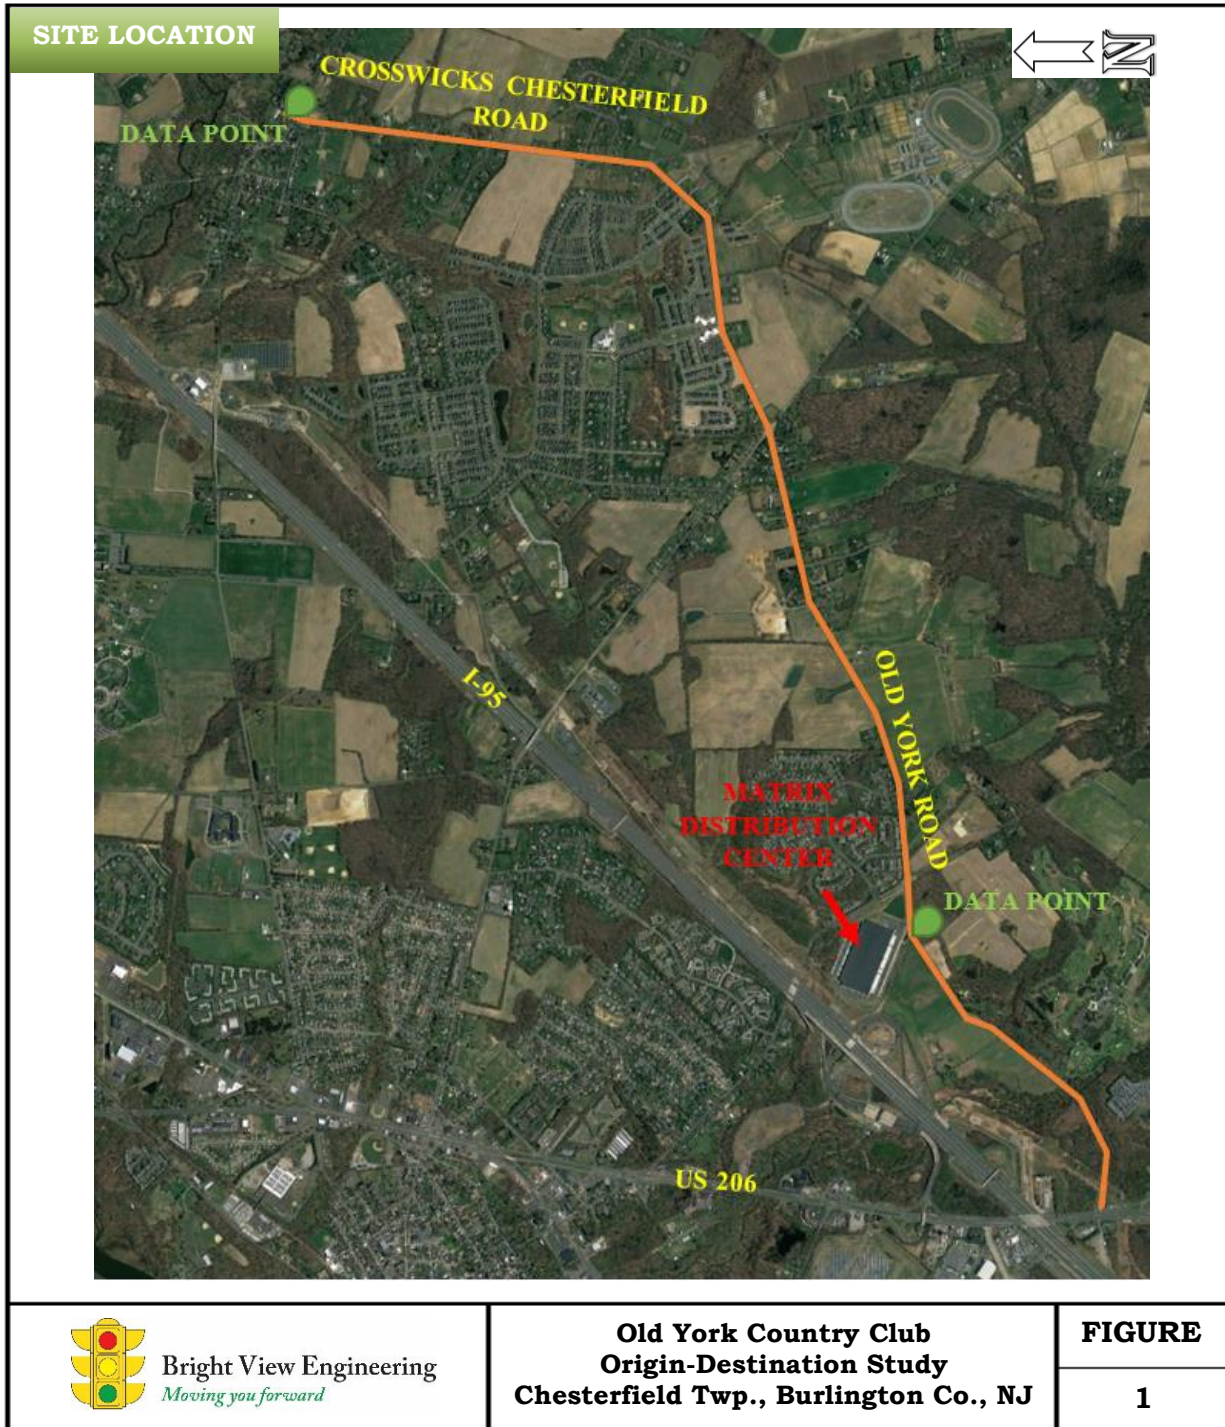 SITE LOCATION
N
CROSSWICKS CHESTERFIELD
ROAD
DATA POINT
I-95
OLD YORK ROAD
MATRIX
DISTRIBUTION
CENTER
DATA POINT
US 206
Bright View Engineering
Moving you forward
Old York Country Club
Origin-Destination Study
Chesterfield Twp., Burlington Co., NJ
FIGURE
1